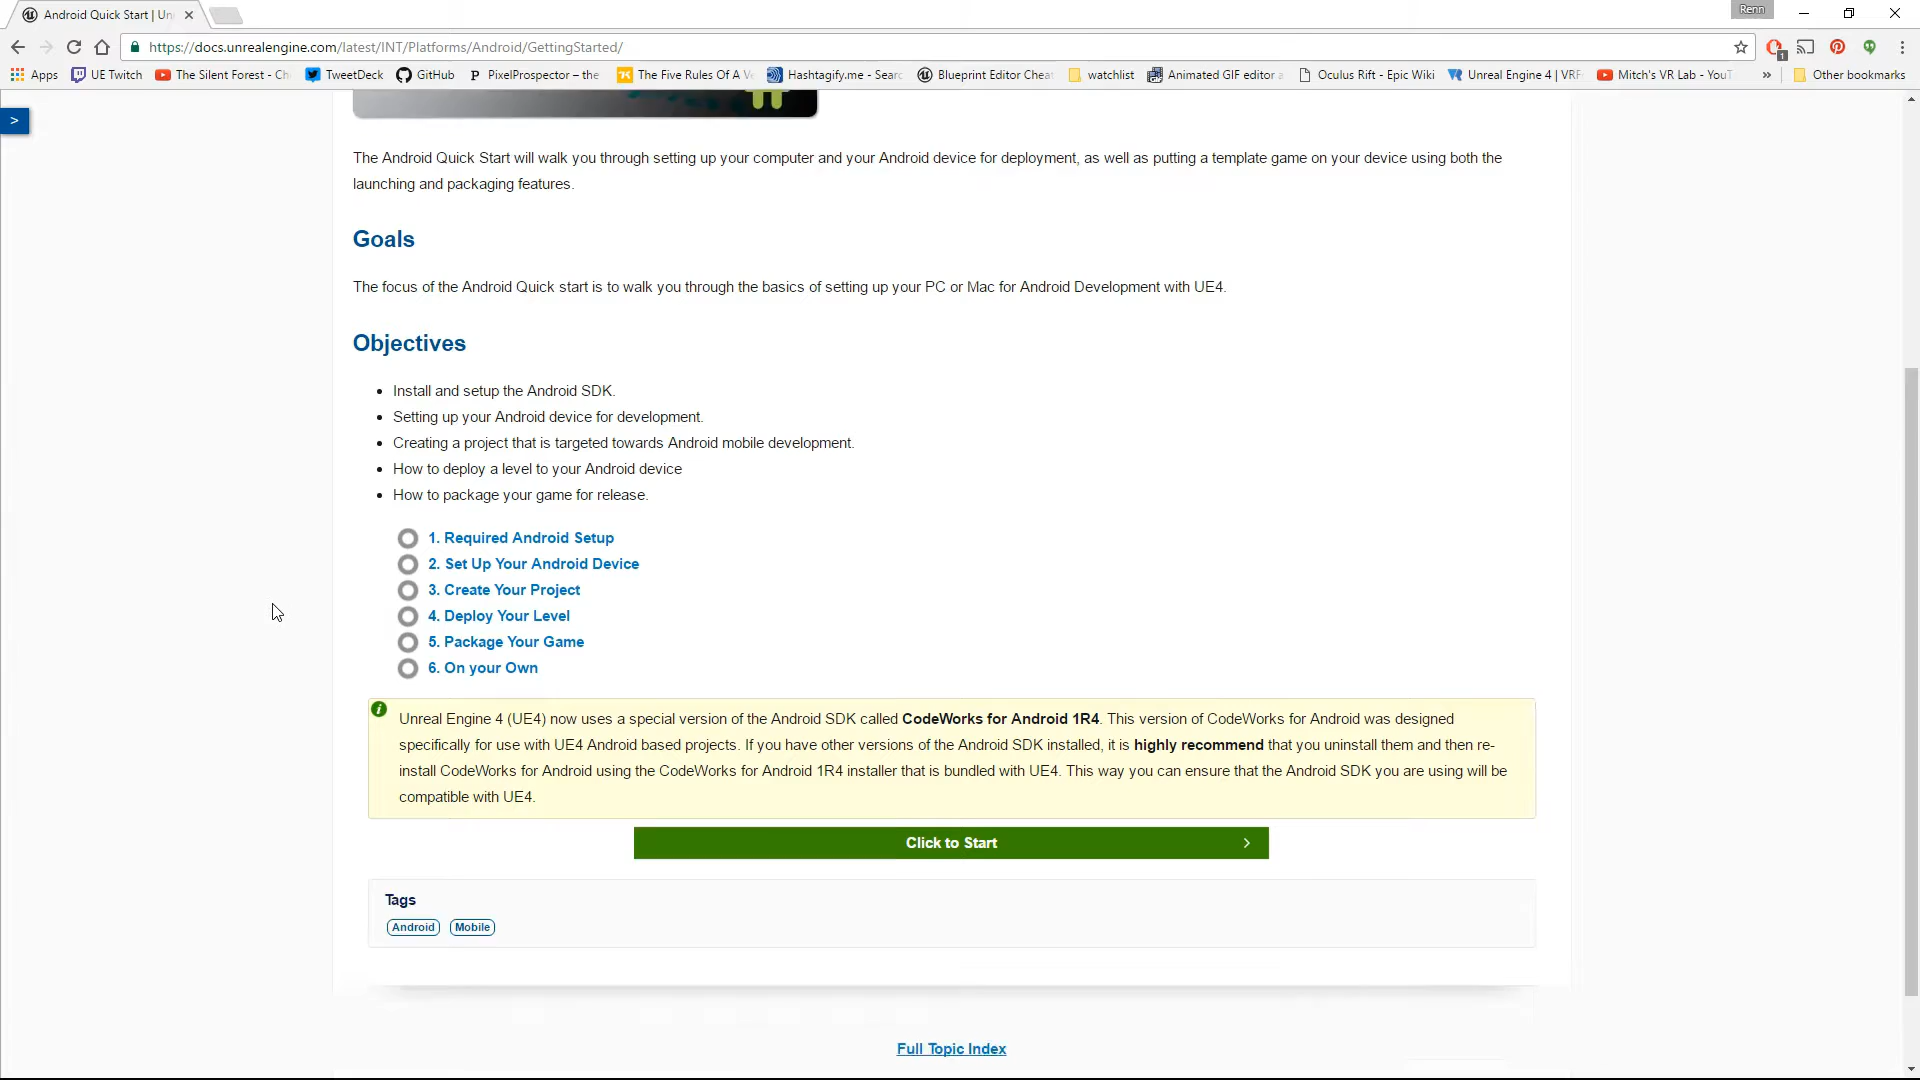 Android Quick Start | Un
Renn
https://docs.unrealengine.com/latest/INT/Platforms/Android/GettingStarted/
1
Apps
UE Twitch
The Silent Forest - Ch
TweetDeck
GitHub
PixelProspector – the
The Five Rules Of A V
Hashtagify.me - Searc
Blueprint Editor Cheat
watchlist
Animated GIF editor a
Oculus Rift - Epic Wiki
Unreal Engine 4 | VRF
Mitch's VR Lab - YouT
»
Other bookmarks
>
The Android Quick Start will walk you through setting up your computer and your Android device for deployment, as well as putting a template game on your device using both the
launching and packaging features.
Goals
The focus of the Android Quick start is to walk you through the basics of setting up your PC or Mac for Android Development with UE4.
Objectives
• Install and setup the Android SDK.
• Setting up your Android device for development.
• Creating a project that is targeted towards Android mobile development.
• How to deploy a level to your Android device
• How to package your game for release.
1. Required Android Setup
2. Set Up Your Android Device
3. Create Your Project
4. Deploy Your Level
5. Package Your Game
6. On your Own
Unreal Engine 4 (UE4) now uses a special version of the Android SDK called CodeWorks for Android 1R4. This version of CodeWorks for Android was designed
specifically for use with UE4 Android based projects. If you have other versions of the Android SDK installed, it is highly recommend that you uninstall them and then re-
install CodeWorks for Android using the CodeWorks for Android 1R4 installer that is bundled with UE4. This way you can ensure that the Android SDK you are using will be
compatible with UE4.
Click to Start
Tags
Android
Mobile
Full Topic Index